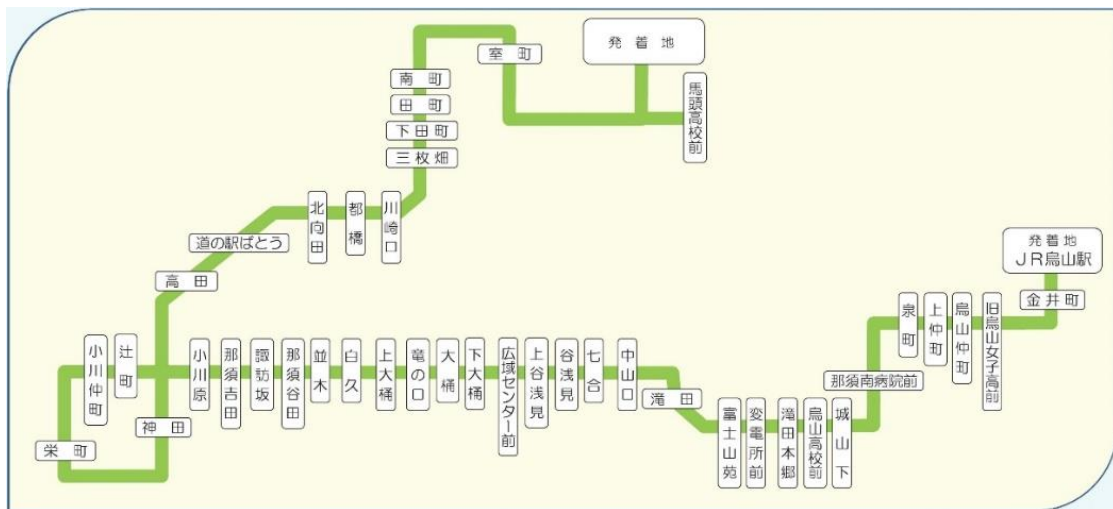 発着地
馬頭高校前
室町
南町
田町
下田町
三枚畑
川崎口
都橋
北向田
道の駅ばとう
高田
辻町
小川仲町
栄町
神田
小川原
那須吉田
諏訪坂
那須谷田
並木
白久
上大桶
竜の口
大桶
下大桶
広域センター前
上谷浅見
谷浅見
七合
中山口
滝田
富士山苑
変電所前
滝田本郷
烏山高校前
城山下
那須南病院前
泉町
上仲町
烏山仲町
旧烏山女子高前
金井町
発着地
JR烏山駅